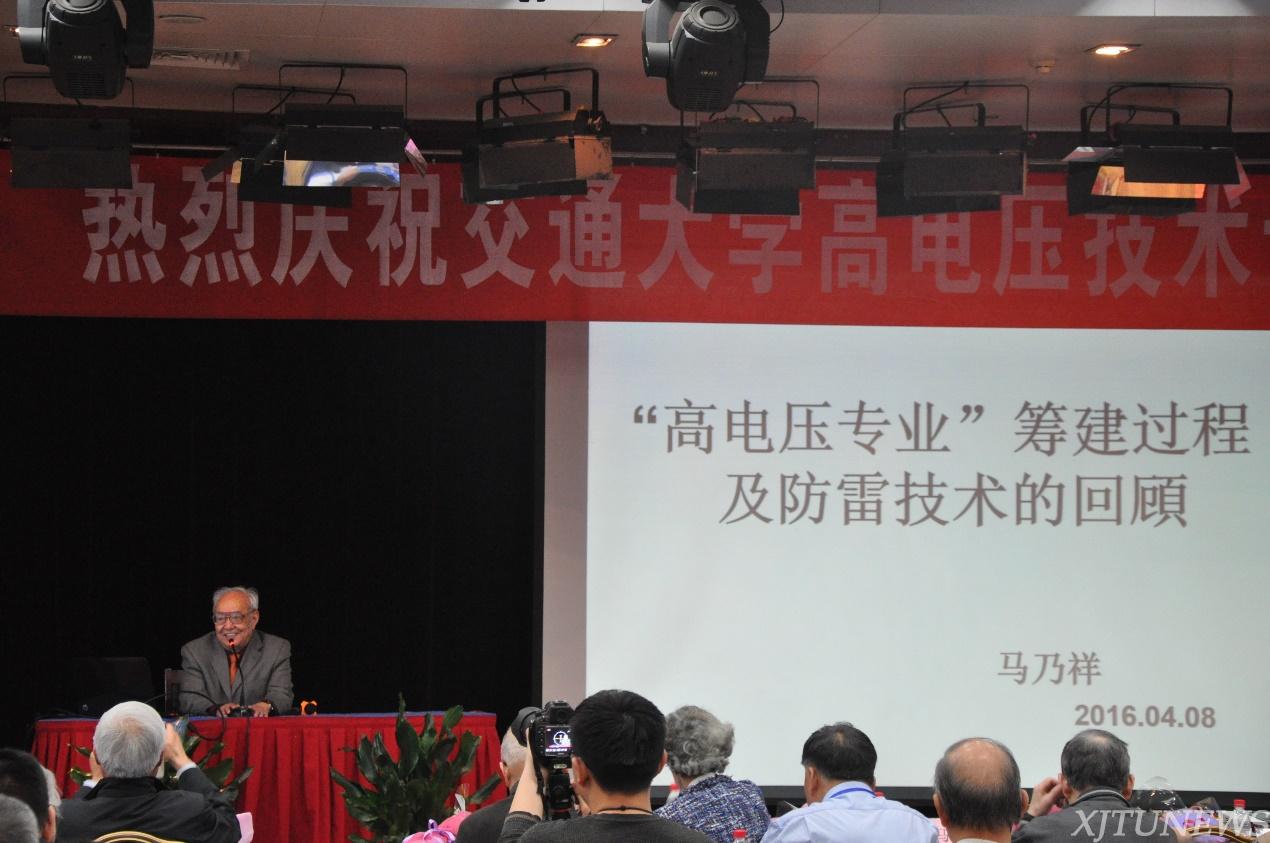 热烈庆祝交通大学高电压技术
“高电压专业”筹建过程
及防雷技术的回顧
马乃祥
2016.04.08
XJTUNEWS